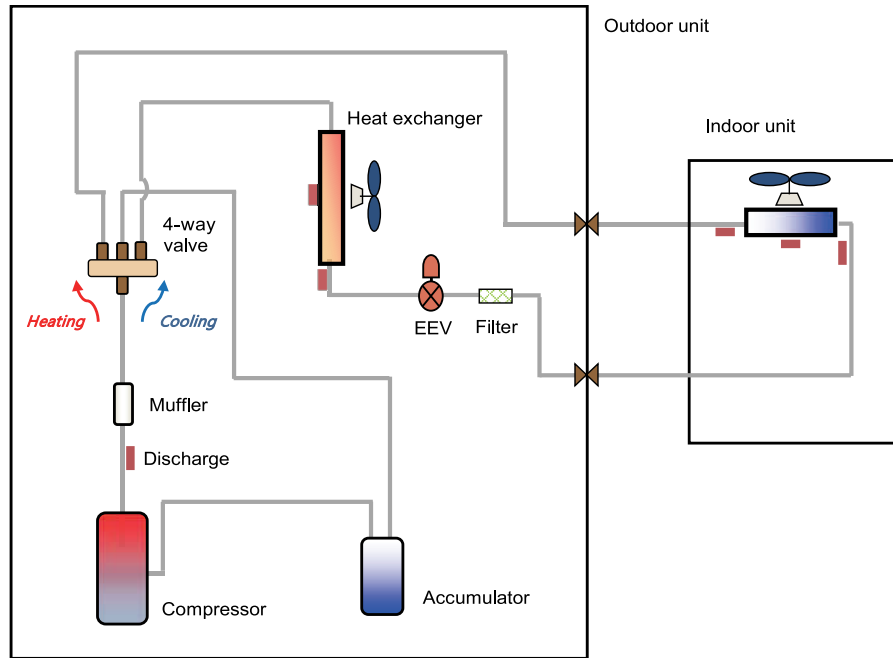 Outdoor unit
Heat exchanger
Indoor unit
4-way
valve
Heating
Cooling
EEV
Filter
Muffler
Discharge
Compressor
Accumulator